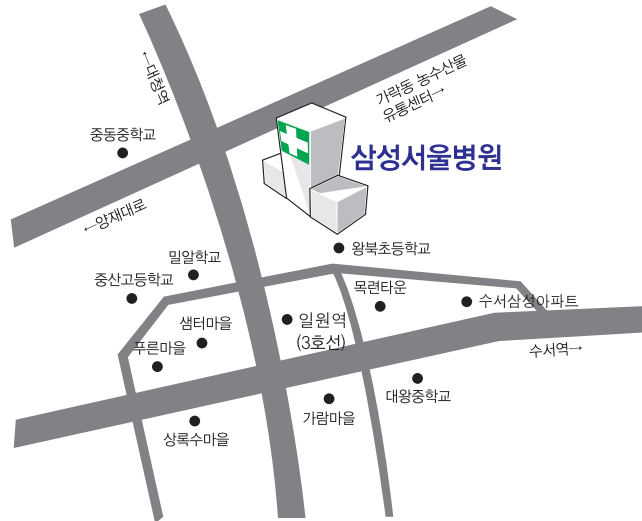 ←대청역
가락동 농수산물
유통센터→
중동중학교
삼성서울병원
←양재대로
왕북초등학교
밀알학교
중산고등학교
목련타운
수서삼성아파트
샘터마을
일원역
(3호선)
푸른마을
수서역→
대왕중학교
가람마을
상록수마을